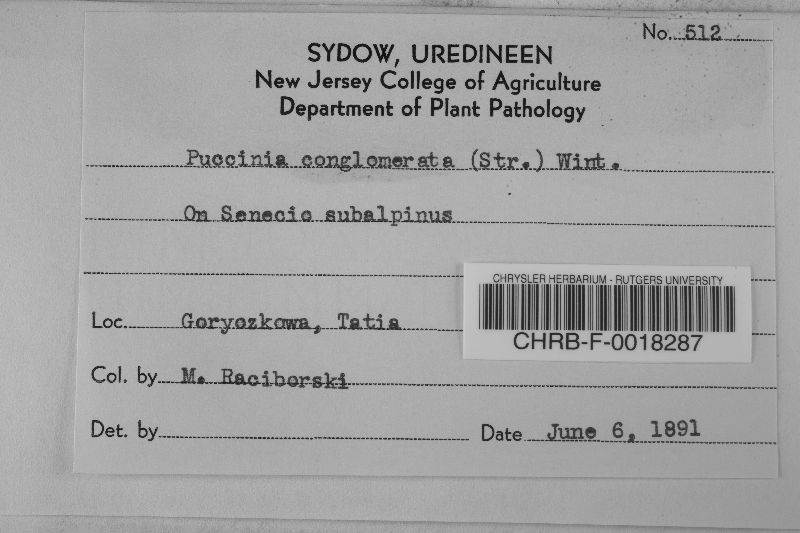 No. 512
SYDOW, UREDINEEN
New Jersey College of Agriculture
Department of Plant Pathology
Puccinia conglomerata (Str.) Wint.
On Senecio subalpinus
CHRYSLER HERBARIUM - RUTGERS UNIVERSITY
CHRB-F-0018287
Loc. Goryozkowa, Tatia
Col. by M. Raciborski
Det. by
Date June 6, 1891